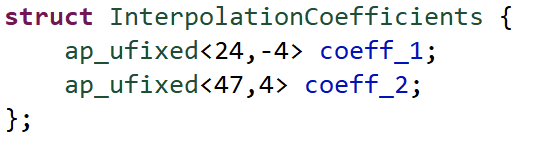 struct InterpolationCoefficients {
    ap_ufixed<24,-4> coeff_1;
    ap_ufixed<47,4> coeff_2;
};